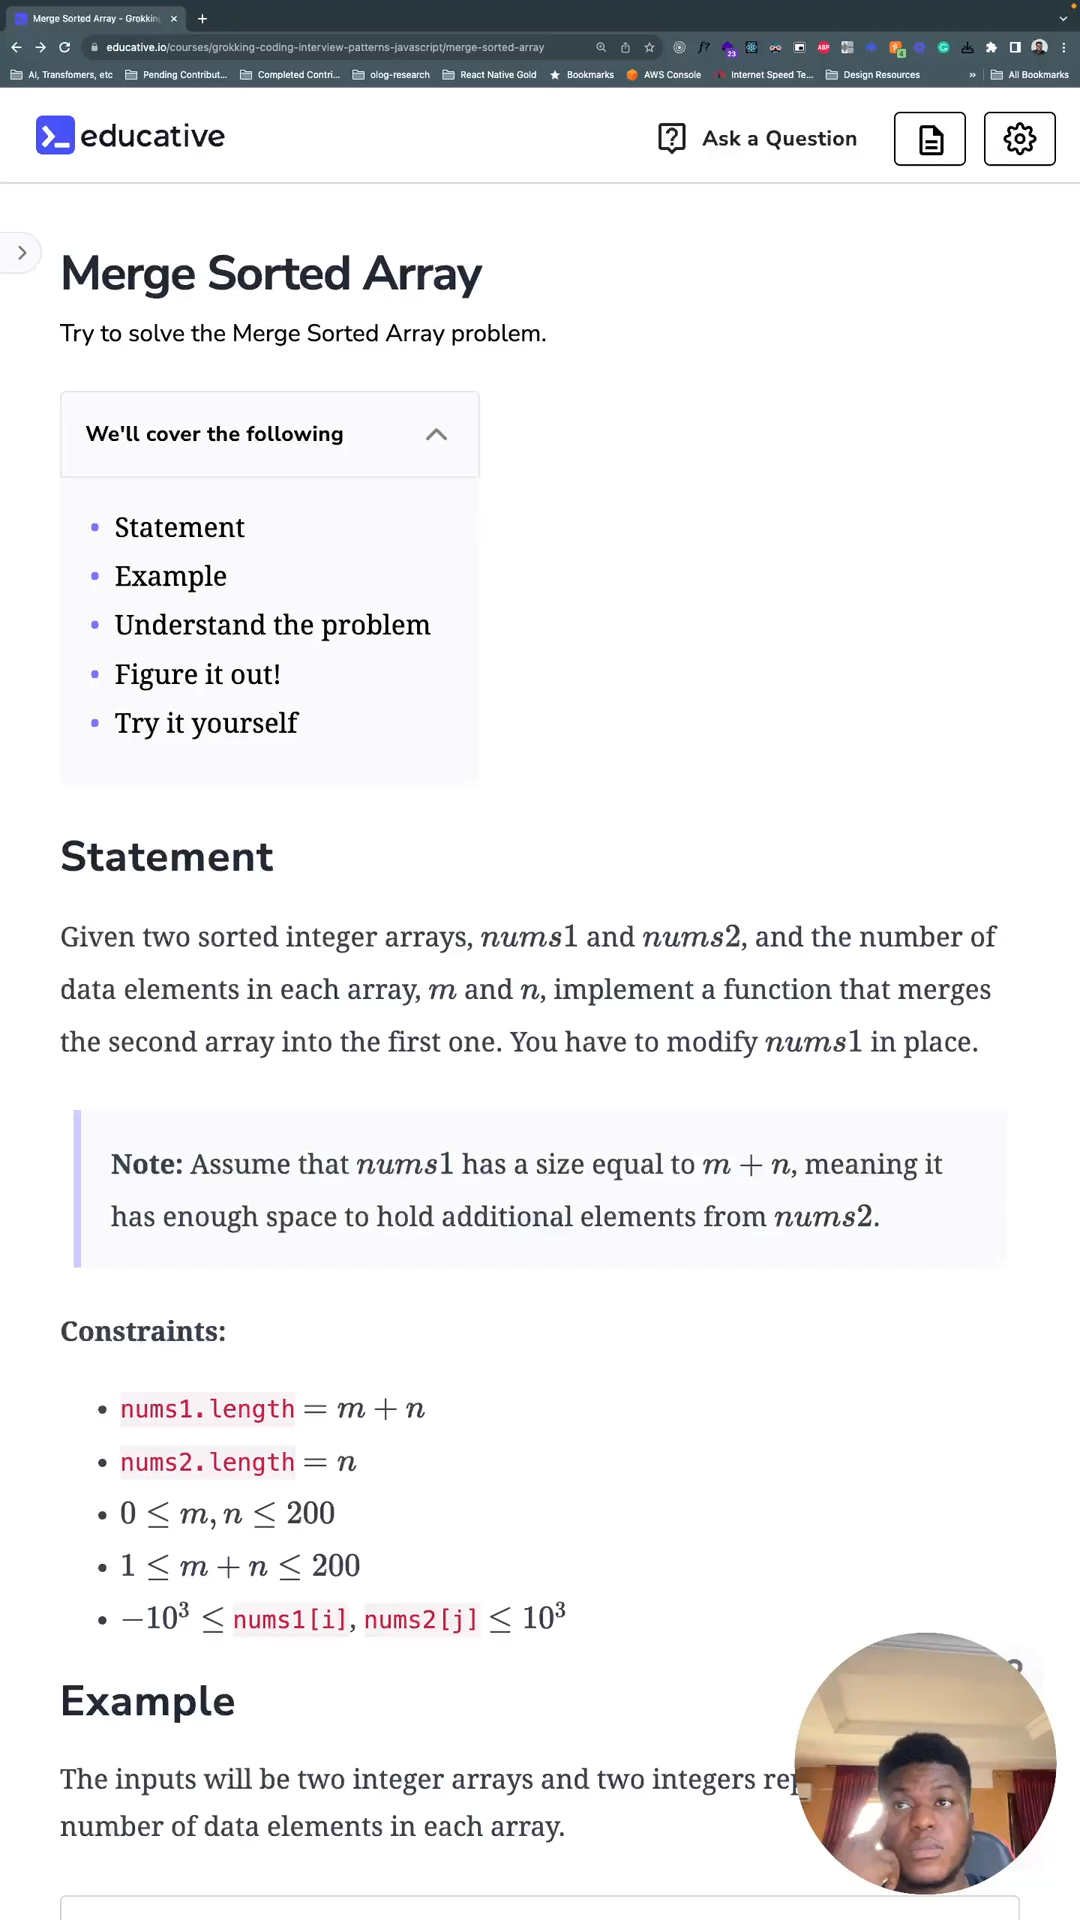 Merge Sorted Array - Grokkin
educative.io/courses/grokking-coding-interview-patterns-javascript/merge-sorted-array
f?
23
ABP
4
AI, Transfomers, etc
Pending Contribut...
Completed Contri...
olog-research
React Native Gold
Bookmarks
AWS Console
Internet Speed Te...
Design Resources
»
All Bookmarks
educative
Ask a Question
Merge Sorted Array
Try to solve the Merge Sorted Array problem.
We'll cover the following
• Statement
• Example
• Understand the problem
• Figure it out!
• Try it yourself
Statement
Given two sorted integer arrays, nums1 and nums2, and the number of
data elements in each array, m and n, implement a function that merges
the second array into the first one. You have to modify nums1 in place.
Note: Assume that nums1 has a size equal to m + n, meaning it
has enough space to hold additional elements from nums2.
Constraints:
• nums1.length = m + n
• nums2.length = n
• 0 ≤ m, n ≤ 200
• 1 ≤ m + n ≤ 200
• −10³ ≤ nums1[i], nums2[j] ≤ 10³
Example
The inputs will be two integer arrays and two integers rep
number of data elements in each array.